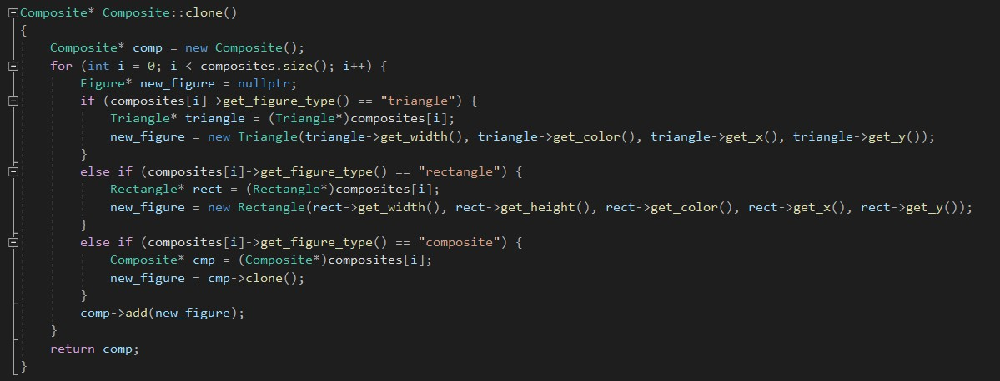 Composite* Composite::clone()
{
    Composite* comp = new Composite();
    for (int i = 0; i < composites.size(); i++) {
        Figure* new_figure = nullptr;
        if (composites[i]->get_figure_type() == "triangle") {
            Triangle* triangle = (Triangle*)composites[i];
            new_figure = new Triangle(triangle->get_width(), triangle->get_color(), triangle->get_x(), triangle->get_y());
        }
        else if (composites[i]->get_figure_type() == "rectangle") {
            Rectangle* rect = (Rectangle*)composites[i];
            new_figure = new Rectangle(rect->get_width(), rect->get_height(), rect->get_color(), rect->get_x(), rect->get_y());
        }
        else if (composites[i]->get_figure_type() == "composite") {
            Composite* cmp = (Composite*)composites[i];
            new_figure = cmp->clone();
        }
        comp->add(new_figure);
    }
    return comp;
}